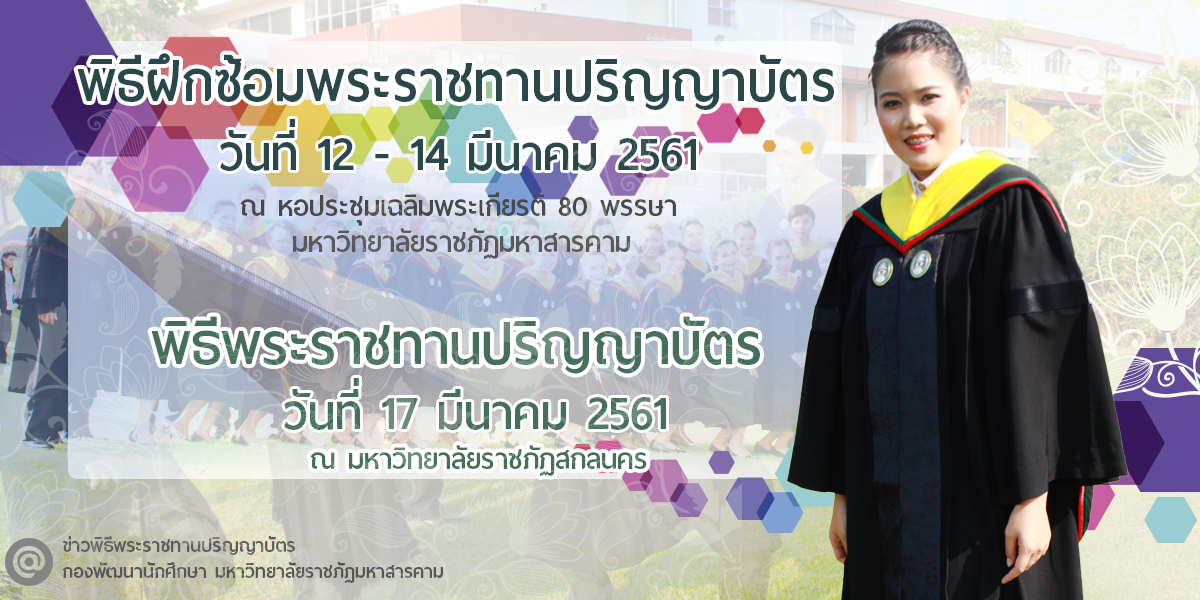 พิธีฝึกซ้อมพระราชทานปริญญาบัตร
วันที่ 12 - 14 มีนาคม 2561
ณ หอประชุมเฉลิมพระเกียรติ 80 พรรษา
มหาวิทยาลัยราชภัฏมหาสารคาม
พิธีพระราชทานปริญญาบัตร
วันที่ 17 มีนาคม 2561
ณ มหาวิทยาลัยราชภัฏสกลนคร
@ ข่าวพิธีพระราชทานปริญญาบัตร
กองพัฒนานักศึกษา มหาวิทยาลัยราชภัฏมหาสารคาม